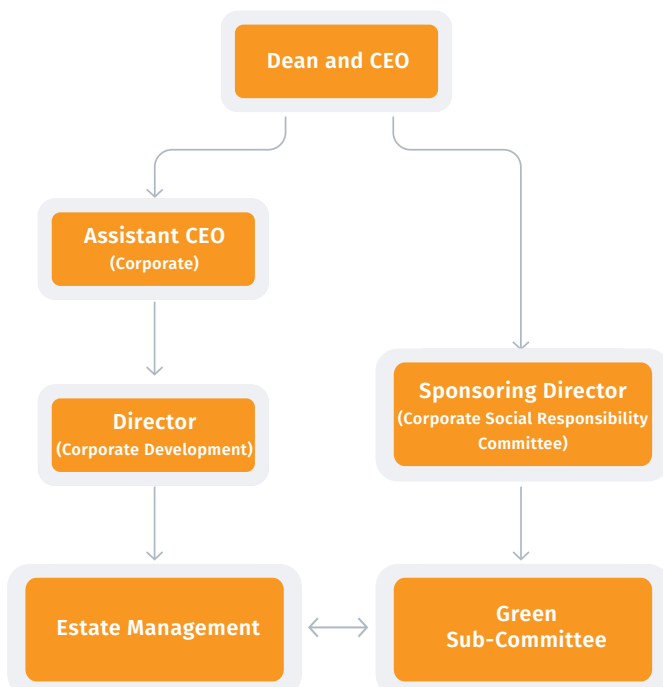 Dean and CEO
Assistant CEO
(Corporate)
Director
(Corporate Development)
Sponsoring Director
(Corporate Social Responsibility
Committee)
Estate Management
Green
Sub-Committee